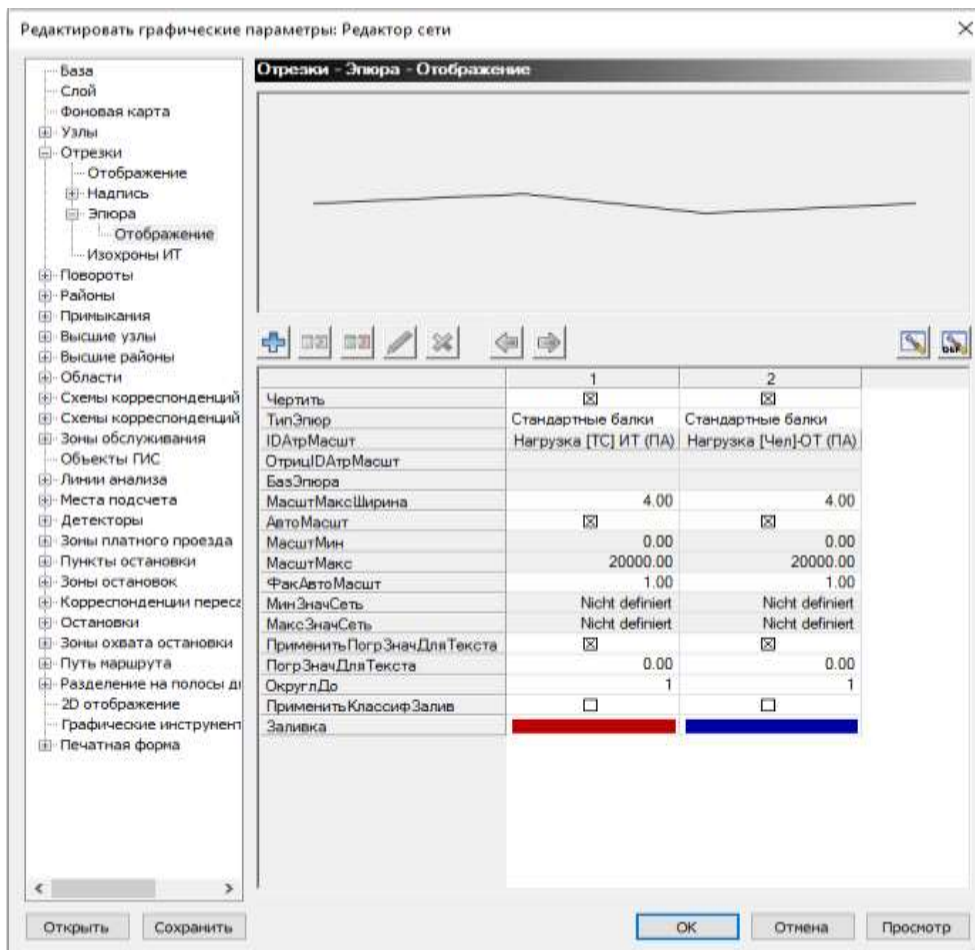 Редактировать графические параметры: Редактор сети
База
Слой
Фоновая карта
Узлы
Отрезки
Отображение
Надпись
Эпюра
Отображение
Изохроны ИТ
Повороты
Районы
Примыкания
Высшие узлы
Высшие районы
Области
Схемы корреспонденций
Схемы корреспонденций
Зоны обслуживания
Объекты ГИС
Линии анализа
Места подсчета
Детекторы
Зоны платного проезда
Пункты остановки
Зоны остановок
Корреспонденции переса
Остановки
Зоны охвата остановки
Путь маршрута
Разделение на полосы дв
2D отображение
Графические инструмент
Печатная форма
Отрезки - Эпюра - Отображение
1 2
Чертить
ТипЭпюр Стандартные балки Стандартные балки
IDАтрМасшт Нагрузка [ТС] ИТ (ПА) Нагрузка [Чел]-ОТ (ПА)
ОтрицIDАтрМасшт
БазЭпюра
МасштМаксШирина 4.00 4.00
АвтоМасшт
МасштМин 0.00 0.00
МасштМакс 20000.00 20000.00
ФакАвтоМасшт 1.00 1.00
МинЗначСеть Nicht definiert Nicht definiert
МаксЗначСеть Nicht definiert Nicht definiert
ПрименитьПогрЗначДляТекста
ПогрЗначДляТекста 0.00 0.00
ОкруглДо 1 1
ПрименитьКлассифЗалив
Заливка
Открыть Сохранить OK Отмена Просмотр